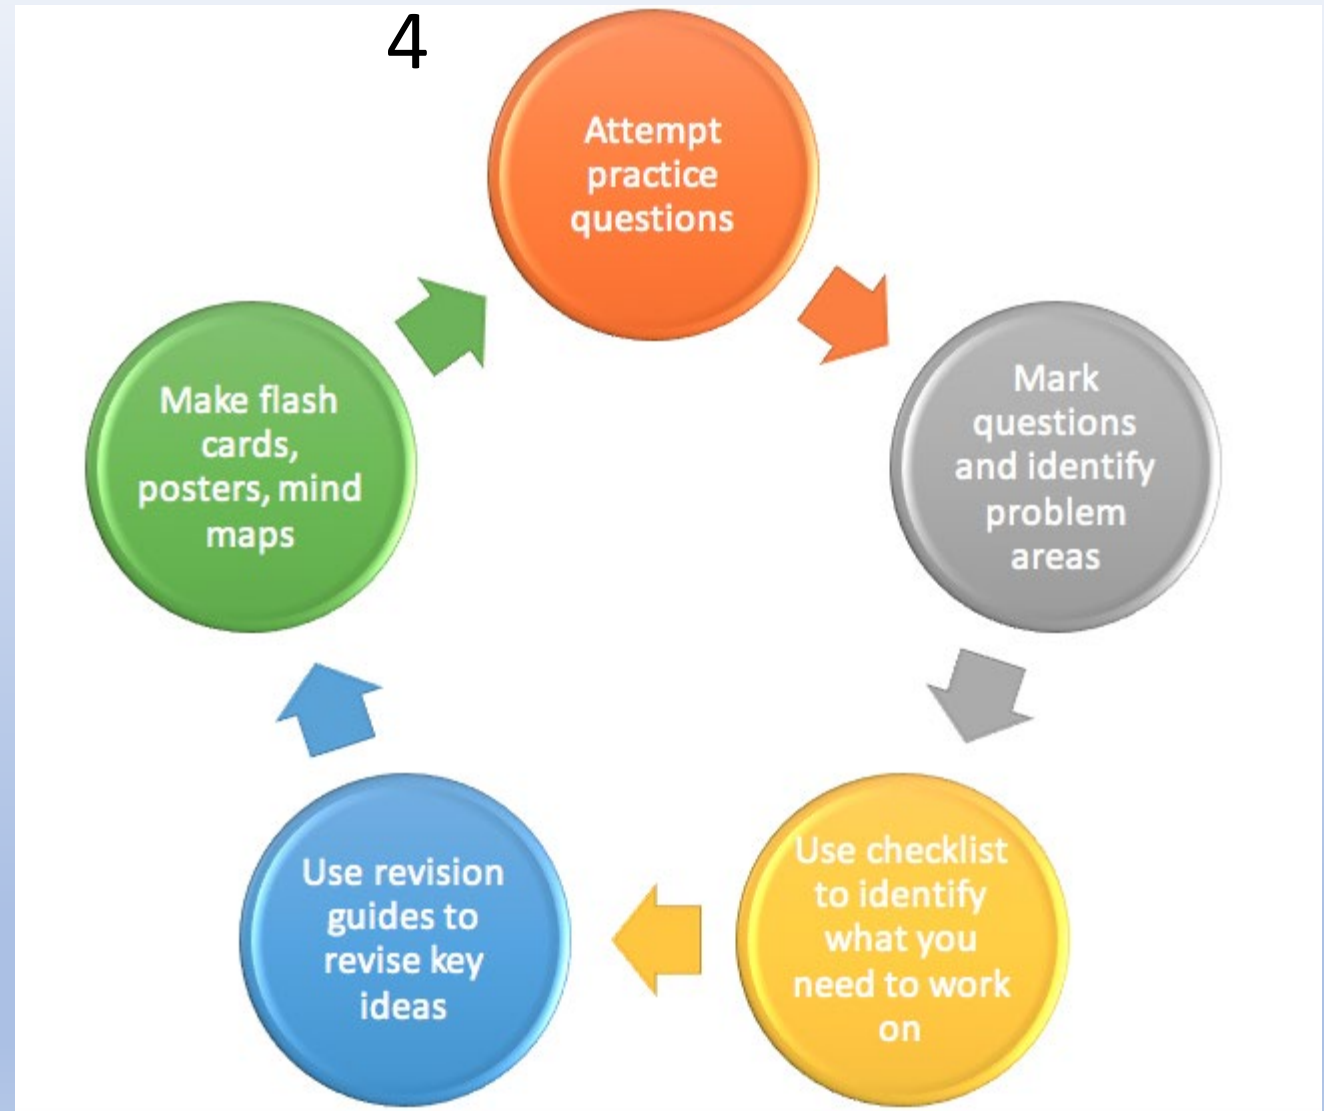 4
Attempt
practice
questions
Mark
questions
and identify
problem
areas
Use checklist
to identify
what you
need to work
on
Use revision
guides to
revise key
ideas
Make flash
cards,
posters, mind
maps